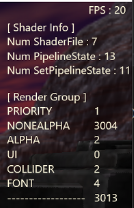 FPS : 20
[ Shader Info ]
Num ShaderFile : 7
Num PipelineState : 13
Num SetPipelineState : 11
[ Render Group ]
PRIORITY 1
NONEALPHA 3004
ALPHA 2
UI 0
COLLIDER 2
FONT 4
------------------ 3013